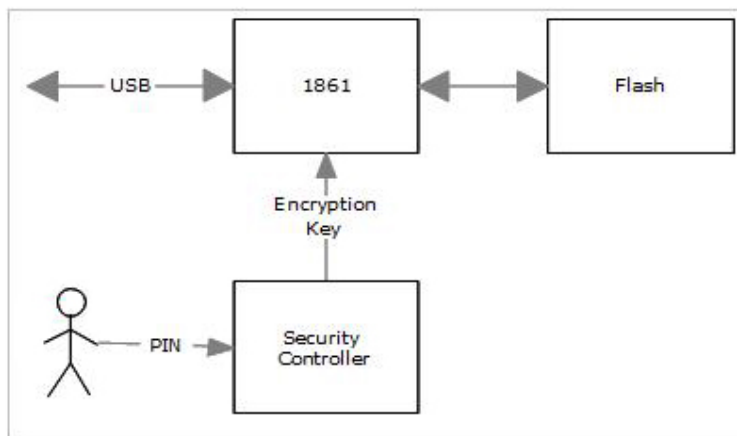 USB
1861
Flash
Encryption
Key
PIN
Security
Controller